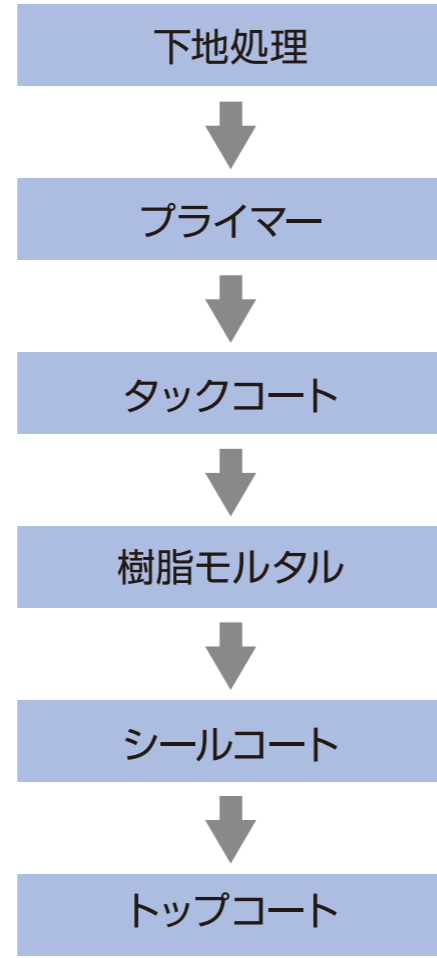 下地処理
プライマー
タックコート
樹脂モルタル
シールコート
トップコート